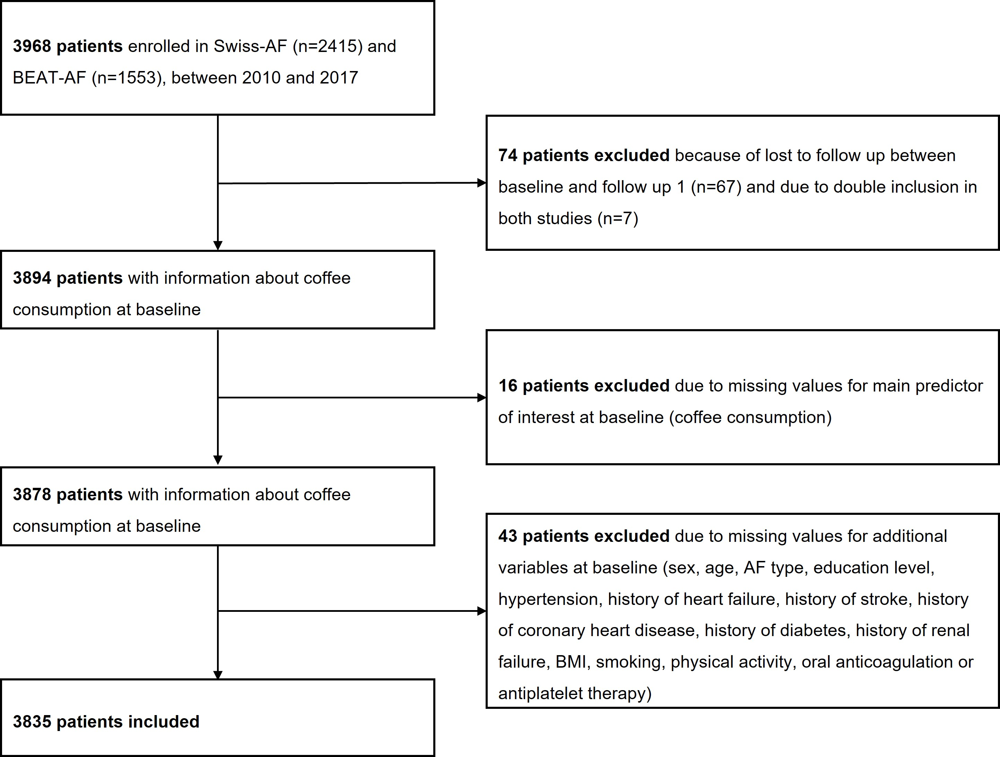 3968 patients enrolled in Swiss-AF (n=2415) and
BEAT-AF (n=1553), between 2010 and 2017
74 patients excluded because of lost to follow up between
baseline and follow up 1 (n=67) and due to double inclusion in
both studies (n=7)
3894 patients with information about coffee
consumption at baseline
16 patients excluded due to missing values for main predictor
of interest at baseline (coffee consumption)
3878 patients with information about coffee
consumption at baseline
43 patients excluded due to missing values for additional
variables at baseline (sex, age, AF type, education level,
hypertension, history of heart failure, history of stroke, history
of coronary heart disease, history of diabetes, history of renal
failure, BMI, smoking, physical activity, oral anticoagulation or
antiplatelet therapy)
3835 patients included